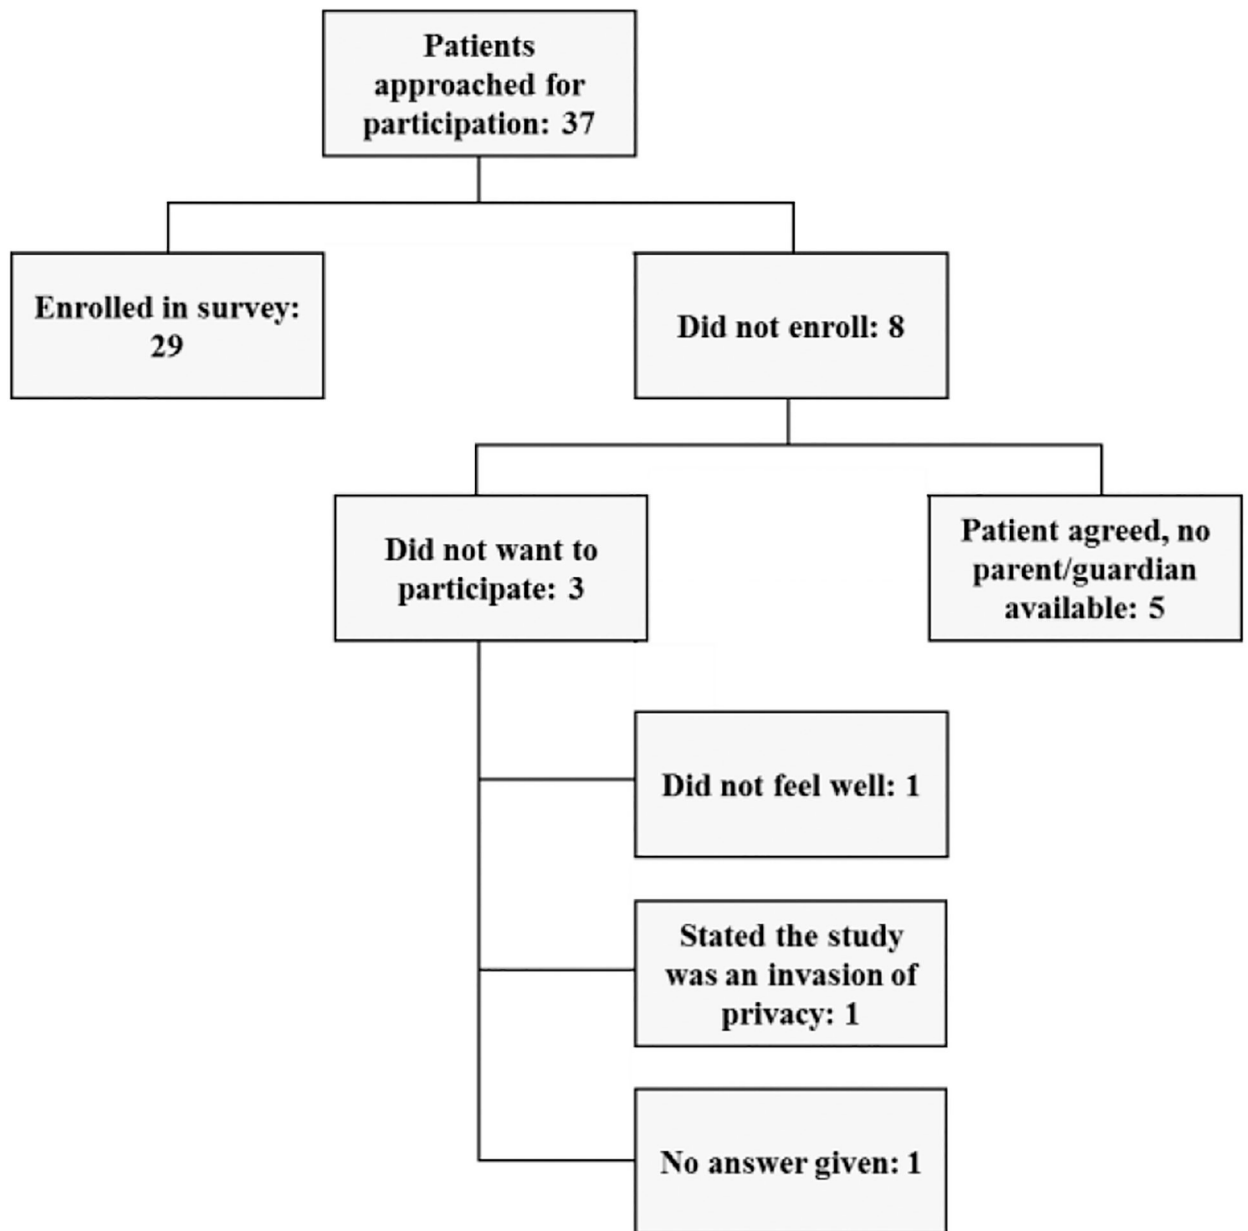 Patients
approached for
participation: 37
Enrolled in survey:
29
Did not enroll: 8
Did not want to
participate: 3
Patient agreed, no
parent/guardian
available: 5
Did not feel well: 1
Stated the study
was an invasion of
privacy: 1
No answer given: 1